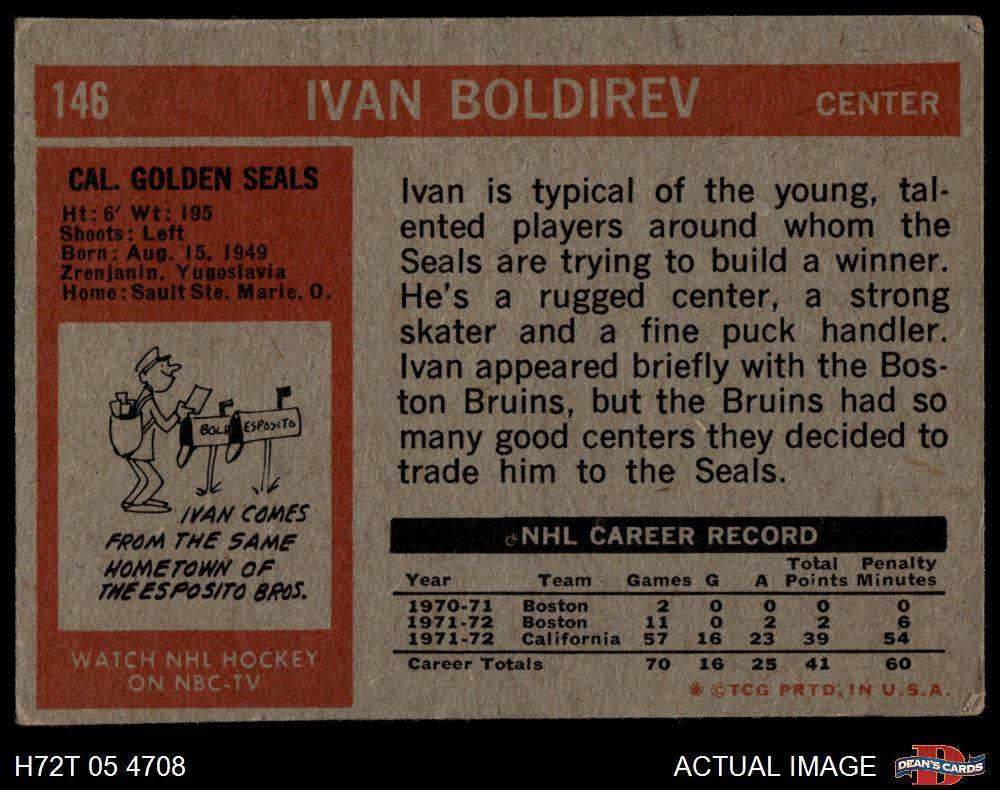 146 IVAN BOLDIREV CENTER
CAL. GOLDEN SEALS
Ht: 6' Wt: 195
Shoots: Left
Born: Aug. 15, 1949
Zrenjanin, Yugoslavia
Home: Sault Ste. Marie, O.
BOLD ESPOSITO
IVAN COMES
FROM THE SAME
HOMETOWN OF
THE ESPOSITO BROS.
WATCH NHL HOCKEY
ON NBC-TV
Ivan is typical of the young, tal-
ented players around whom the
Seals are trying to build a winner.
He's a rugged center, a strong
skater and a fine puck handler.
Ivan appeared briefly with the Bos-
ton Bruins, but the Bruins had so
many good centers they decided to
trade him to the Seals.
NHL CAREER RECORD
Year Team Games G A Total Points Penalty Minutes
1970-71 Boston 2 0 0 0 0
1971-72 Boston 11 0 2 2 6
1971-72 California 57 16 23 39 54
Career Totals 70 16 25 41 60
* ©TCG PRTD. IN U.S.A.
H72T 05 4708
ACTUAL IMAGE
DEAN'S CARDS